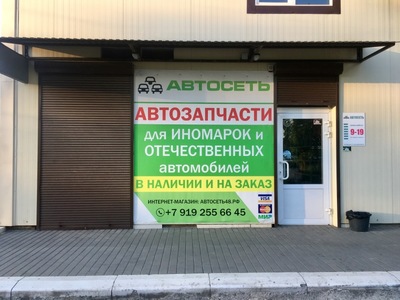 АВТОСЕТЬ
АВТОЗАПЧАСТИ
для ИНОМАРОК и
ОТЕЧЕСТВЕННЫХ
автомобилей
В НАЛИЧИИ И НА ЗАКАЗ
ИНТЕРНЕТ-МАГАЗИН: АВТОСЕТЬ48.РФ
+7 919 255 66 45
VISA
МИР
АВТОСЕТЬ
9-19